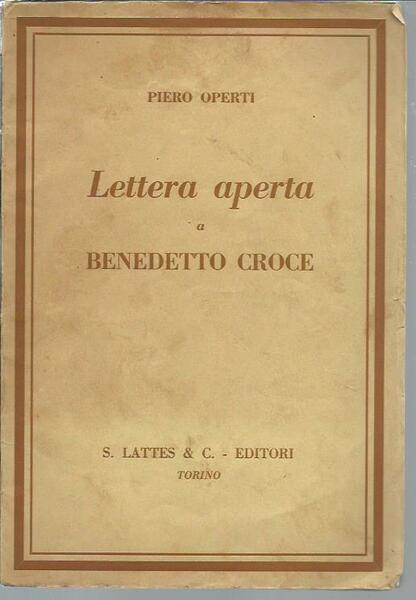 PIERO OPERTI
Lettera aperta
a
BENEDETTO CROCE
S. LATTES & C. - EDITORI
TORINO